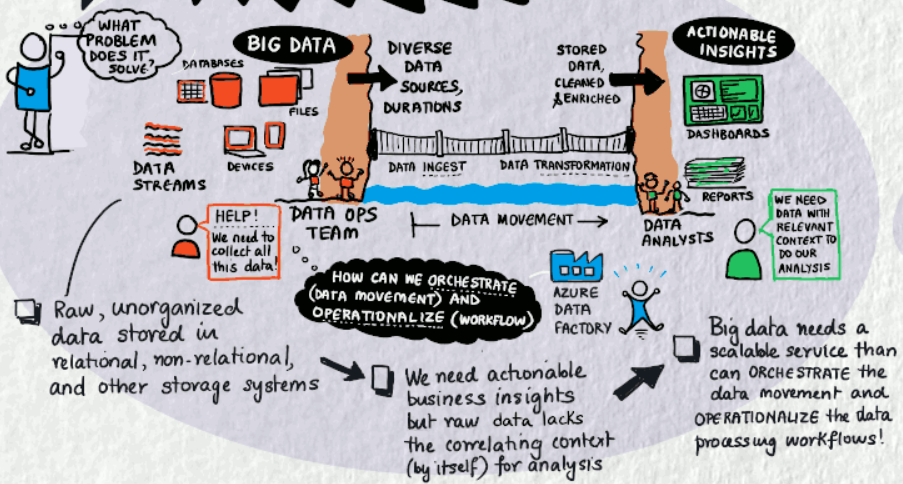 WHAT
PROBLEM
DOES IT
SOLVE?
BIG DATA
DATABASES
FILES
DATA
STREAMS
DEVICES
HELP!
We need to
collect all
this data!
DATA OPS
TEAM
DIVERSE
DATA
SOURCES,
DURATIONS
STORED
DATA,
CLEANED
& ENRICHED
DATA INGEST
DATA TRANSFORMATION
DATA MOVEMENT
ACTIONABLE
INSIGHTS
DASHBOARDS
REPORTS
DATA
ANALYSTS
WE NEED
DATA WITH
RELEVANT
CONTEXT TO
DO OUR
ANALYSIS
HOW CAN WE ORCHESTRATE
(DATA MOVEMENT) AND
OPERATIONALIZE (WORKFLOW)
AZURE
DATA
FACTORY
Raw, unorganized
data stored in
relational, non-relational,
and other storage systems
We need actionable
business insights
but raw data lacks
the correlating context
(by itself) for analysis
Big data needs a
scalable service than
can ORCHESTRATE the
data movement and
OPERATIONALIZE the data
processing workflows!